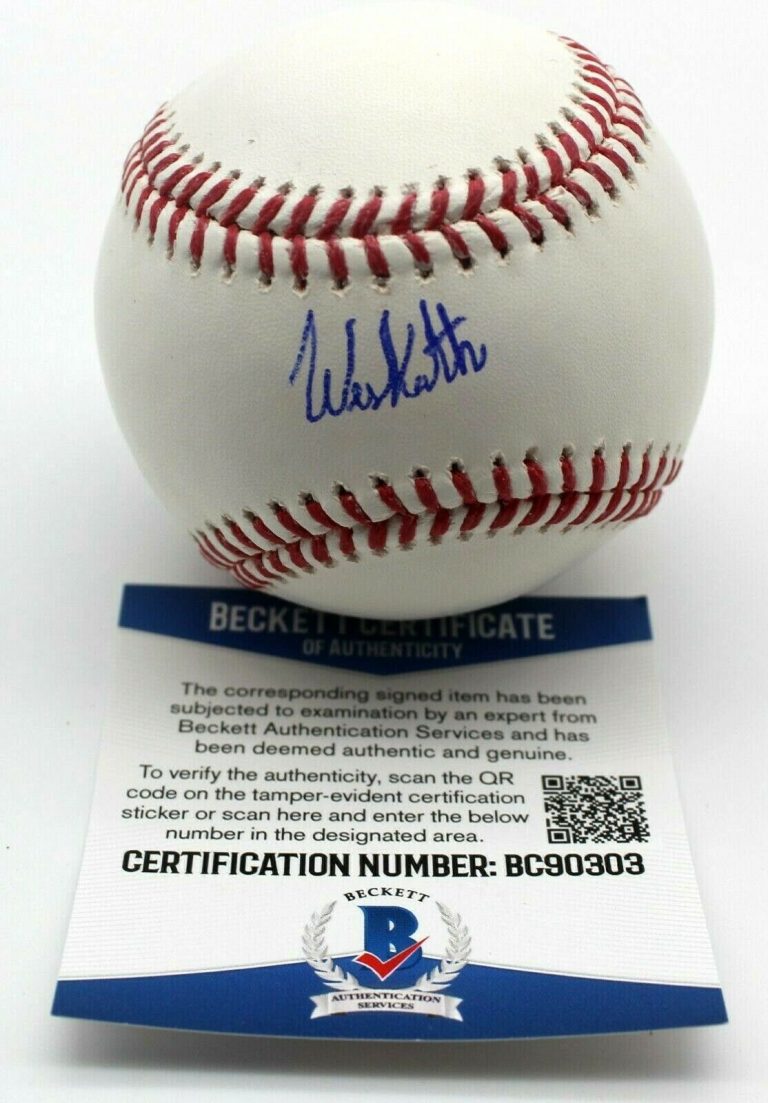 Wes Kath
BECKETT CERTIFICATE
OF AUTHENTICITY
The corresponding signed item has been
subjected to examination by an expert from
Beckett Authentication Services and has
been deemed authentic and genuine.
To verify the authenticity, scan the QR
code on the tamper-evident certification
sticker or scan here and enter the below
number in the designated area.
CERTIFICATION NUMBER: BC90303
BECKETT
B
AUTHENTICATION
SERVICES